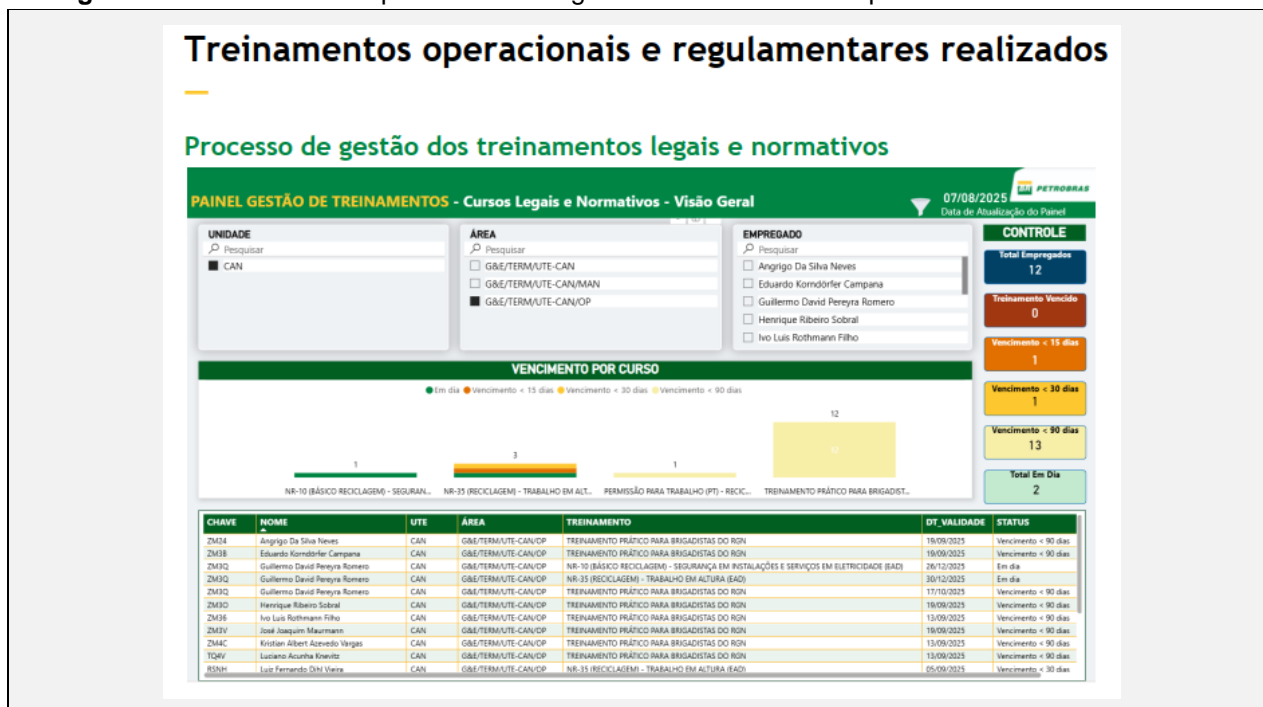 Treinamentos operacionais e regulamentares realizados
Processo de gestão dos treinamentos legais e normativos
PAINEL GESTÃO DE TREINAMENTOS - Cursos Legais e Normativos - Visão Geral
07/08/2025
Data de Atualização do Painel
PETROBRAS
UNIDADE
Pesquisar
CAN
ÁREA
Pesquisar
G&E/TERM/UTE-CAN
G&E/TERM/UTE-CAN/MAN
G&E/TERM/UTE-CAN/OP
EMPREGADO
Pesquisar
Angrigo Da Silva Neves
Eduardo Korndörfer Campana
Guillermo David Pereyra Romero
Henrique Ribeiro Sobral
Ivo Luis Rothmann Filho
CONTROLE
Total Empregados
12
Treinamento Vencido
0
Vencimento < 15 dias
1
Vencimento < 30 dias
1
Vencimento < 90 dias
13
Total Em Dia
2
VENCIMENTO POR CURSO
Em dia Vencimento < 15 dias Vencimento < 30 dias Vencimento < 90 dias
1
3
1
12
12
NR-10 (BÁSICO RECICLAGEM) - SEGURAN...
NR-35 (RECICLAGEM) - TRABALHO EM ALT...
PERMISSÃO PARA TRABALHO (PT) - RECIC...
TREINAMENTO PRÁTICO PARA BRIGADIST...
CHAVE NOME UTE ÁREA TREINAMENTO DT_VALIDADE STATUS
ZM24 Angrigo Da Silva Neves CAN G&E/TERM/UTE-CAN/OP TREINAMENTO PRÁTICO PARA BRIGADISTAS DO RGN 19/09/2025 Vencimento < 90 dias
ZM3B Eduardo Korndörfer Campana CAN G&E/TERM/UTE-CAN/OP TREINAMENTO PRÁTICO PARA BRIGADISTAS DO RGN 19/09/2025 Vencimento < 90 dias
ZM3Q Guillermo David Pereyra Romero CAN G&E/TERM/UTE-CAN/OP NR-10 (BÁSICO RECICLAGEM) - SEGURANÇA EM INSTALAÇÕES E SERVIÇOS EM ELETRICIDADE (EAD) 26/12/2025 Em dia
ZM3Q Guillermo David Pereyra Romero CAN G&E/TERM/UTE-CAN/OP NR-35 (RECICLAGEM) - TRABALHO EM ALTURA (EAD) 30/12/2025 Em dia
ZM3Q Guillermo David Pereyra Romero CAN G&E/TERM/UTE-CAN/OP TREINAMENTO PRÁTICO PARA BRIGADISTAS DO RGN 17/10/2025 Vencimento < 90 dias
ZM3O Henrique Ribeiro Sobral CAN G&E/TERM/UTE-CAN/OP TREINAMENTO PRÁTICO PARA BRIGADISTAS DO RGN 19/09/2025 Vencimento < 90 dias
ZM36 Ivo Luis Rothmann Filho CAN G&E/TERM/UTE-CAN/OP TREINAMENTO PRÁTICO PARA BRIGADISTAS DO RGN 13/09/2025 Vencimento < 90 dias
ZM3V José Joaquim Maurmann CAN G&E/TERM/UTE-CAN/OP TREINAMENTO PRÁTICO PARA BRIGADISTAS DO RGN 19/09/2025 Vencimento < 90 dias
ZM4C Kristian Albert Azevedo Vargas CAN G&E/TERM/UTE-CAN/OP TREINAMENTO PRÁTICO PARA BRIGADISTAS DO RGN 13/09/2025 Vencimento < 90 dias
TQ4V Luciano Acunha Knevitz CAN G&E/TERM/UTE-CAN/OP TREINAMENTO PRÁTICO PARA BRIGADISTAS DO RGN 13/09/2025 Vencimento < 90 dias
RSNH Luiz Fernando Dihl Vieira CAN G&E/TERM/UTE-CAN/OP NR-35 (RECICLAGEM) - TRABALHO EM ALTURA (EAD) 05/09/2025 Vencimento < 30 dias